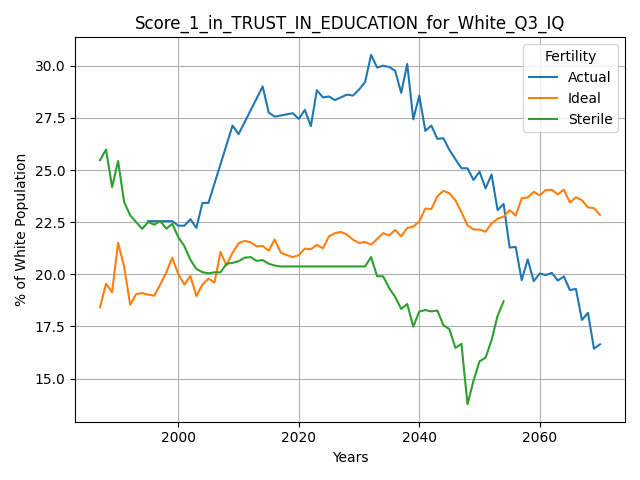 Score_1_in_TRUST_IN_EDUCATION_for_White_Q3_IQ
Fertility
Actual
Ideal
Sterile
% of White Population
30.0
27.5
25.0
22.5
20.0
17.5
15.0
2000
2020
2040
2060
Years